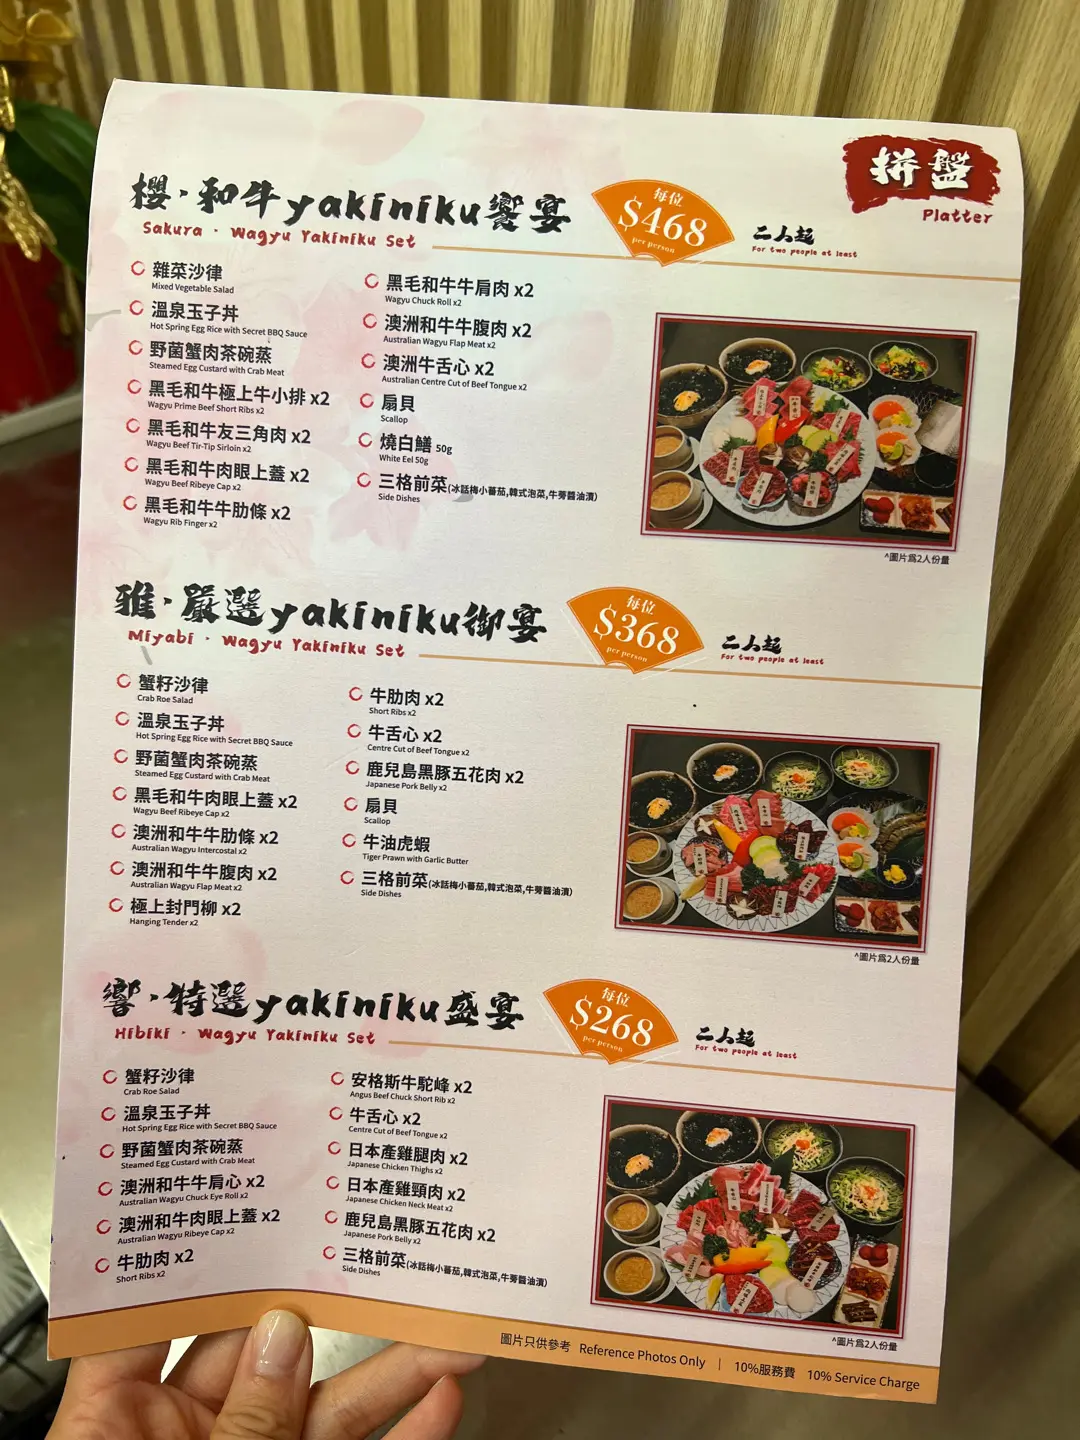 拼盤
Platter
櫻·和牛yakiniku饗宴
Sakura · Wagyu Yakiniku Set
每位
$468
per person
二人起
For two people at least
雜菜沙律
Mixed Vegetable Salad
溫泉玉子丼
Hot Spring Egg Rice with Secret BBQ Sauce
野菌蟹肉茶碗蒸
Steamed Egg Custard with Crab Meat
黑毛和牛極上牛小排 x2
Wagyu Prime Beef Short Ribs x2
黑毛和牛友三角肉 x2
Wagyu Beef Tir-Tip Sirloin x2
黑毛和牛肉眼上蓋 x2
Wagyu Beef Ribeye Cap x2
黑毛和牛牛肋條 x2
Wagyu Rib Finger x2
黑毛和牛牛肩肉 x2
Wagyu Chuck Roll x2
澳洲和牛牛腹肉 x2
Australian Wagyu Flap Meat x2
澳洲牛舌心 x2
Australian Centre Cut of Beef Tongue x2
扇貝
Scallop
燒白鱔 50g
White Eel 50g
三格前菜(冰話梅小蕃茄,韓式泡菜,牛蒡醬油漬)
Side Dishes
^圖片為2人份量
雅·嚴選yakiniku御宴
Miyabi · Wagyu Yakiniku Set
每位
$368
per person
二人起
For two people at least
蟹籽沙律
Crab Roe Salad
溫泉玉子丼
Hot Spring Egg Rice with Secret BBQ Sauce
野菌蟹肉茶碗蒸
Steamed Egg Custard with Crab Meat
黑毛和牛肉眼上蓋 x2
Wagyu Beef Ribeye Cap x2
澳洲和牛牛肋條 x2
Australian Wagyu Intercostal x2
澳洲和牛牛腹肉 x2
Australian Wagyu Flap Meat x2
極上封門柳 x2
Hanging Tender x2
牛肋肉 x2
Short Ribs x2
牛舌心 x2
Centre Cut of Beef Tongue x2
鹿兒島黑豚五花肉 x2
Japanese Pork Belly x2
扇貝
Scallop
牛油虎蝦
Tiger Prawn with Garlic Butter
三格前菜(冰話梅小蕃茄,韓式泡菜,牛蒡醬油漬)
Side Dishes
^圖片為2人份量
響·特選yakiniku盛宴
Hibiki · Wagyu Yakiniku Set
每位
$268
per person
二人起
For two people at least
蟹籽沙律
Crab Roe Salad
溫泉玉子丼
Hot Spring Egg Rice with Secret BBQ Sauce
野菌蟹肉茶碗蒸
Steamed Egg Custard with Crab Meat
澳洲和牛牛肩心 x2
Australian Wagyu Chuck Eye Roll x2
澳洲和牛肉眼上蓋 x2
Australian Wagyu Ribeye Cap x2
牛肋肉 x2
Short Ribs x2
安格斯牛駝峰 x2
Angus Beef Chuck Short Rib x2
牛舌心 x2
Centre Cut of Beef Tongue x2
日本產雞腿肉 x2
Japanese Chicken Thighs x2
日本產雞頸肉 x2
Japanese Chicken Neck Meat x2
鹿兒島黑豚五花肉 x2
Japanese Pork Belly x2
三格前菜(冰話梅小蕃茄,韓式泡菜,牛蒡醬油漬)
Side Dishes
^圖片為2人份量
圖片只供參考 Reference Photos Only | 10%服務費 10% Service Charge